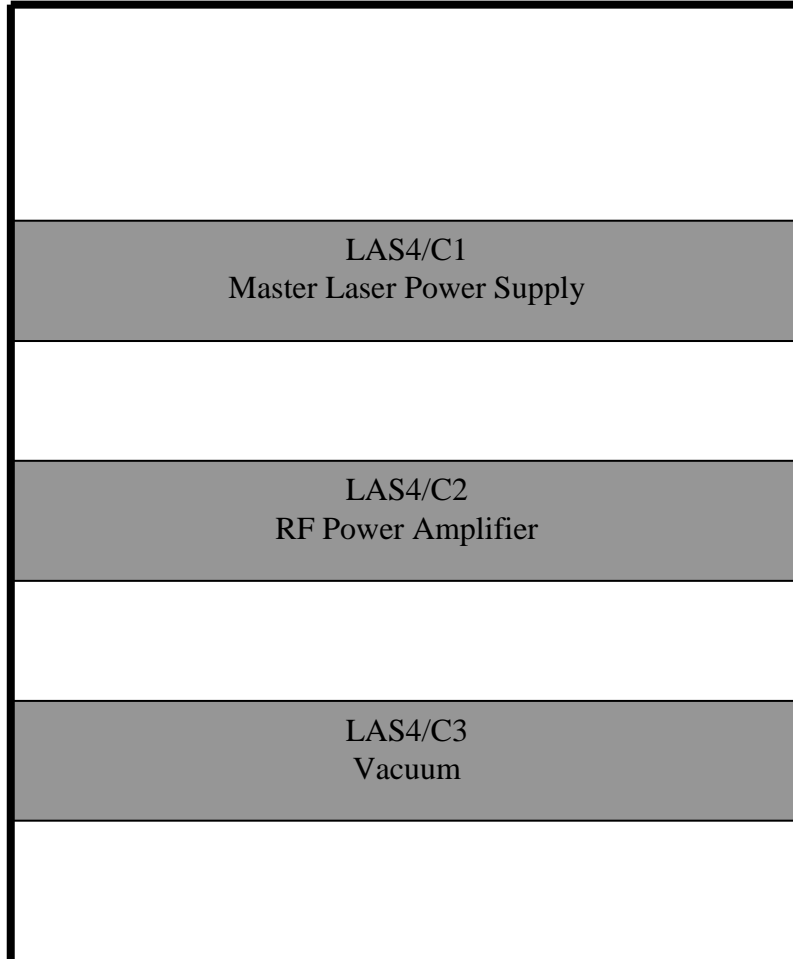 LAS4/C1
Master Laser Power Supply
LAS4/C2
RF Power Amplifier
LAS4/C3
Vacuum